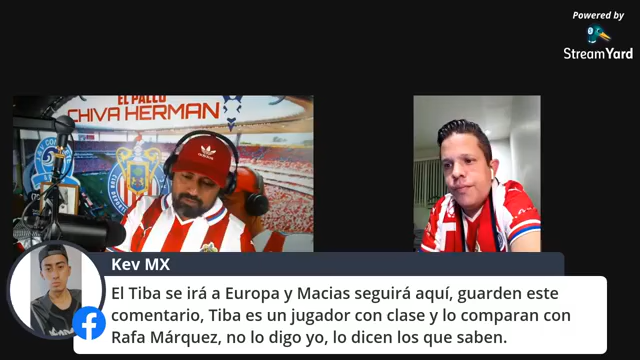 Powered by
StreamYard
EL PALCO
CHIVA HERMAN
Kev MX
El Tiba se irá a Europa y Macias seguirá aquí, guarden este
comentario, Tiba es un jugador con clase y lo comparan con
Rafa Márquez, no lo digo yo, lo dicen los que saben.